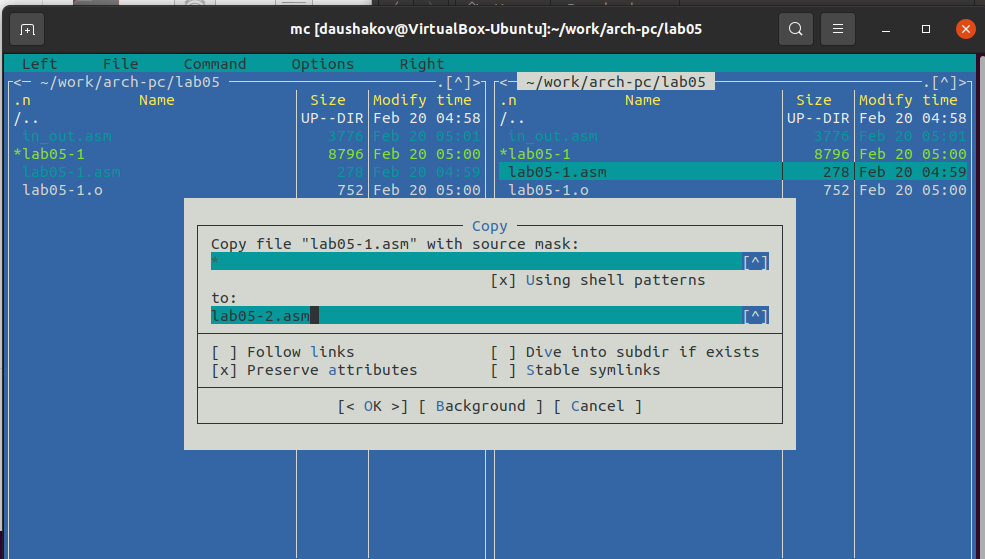 mc [daushakov@VirtualBox-Ubuntu]:~/work/arch-pc/lab05
Left File Command Options Right
<─ ~/work/arch-pc/lab05 .[^]>
.n Name Size Modify time
/.. UP--DIR Feb 20 04:58
in_out.asm 3776 Feb 20 05:01
*lab05-1 8796 Feb 20 05:00
lab05-1.asm 278 Feb 20 04:59
lab05-1.o 752 Feb 20 05:00
<─ ~/work/arch-pc/lab05 .[^]>
.n Name Size Modify time
/.. UP--DIR Feb 20 04:58
in_out.asm 3776 Feb 20 05:01
*lab05-1 8796 Feb 20 05:00
lab05-1.asm 278 Feb 20 04:59
lab05-1.o 752 Feb 20 05:00
Copy
Copy file "lab05-1.asm" with source mask:
* [^]
[x] Using shell patterns
to:
lab05-2.asm [^]
[ ] Follow links [ ] Dive into subdir if exists
[x] Preserve attributes [ ] Stable symlinks
[< OK >] [ Background ] [ Cancel ]